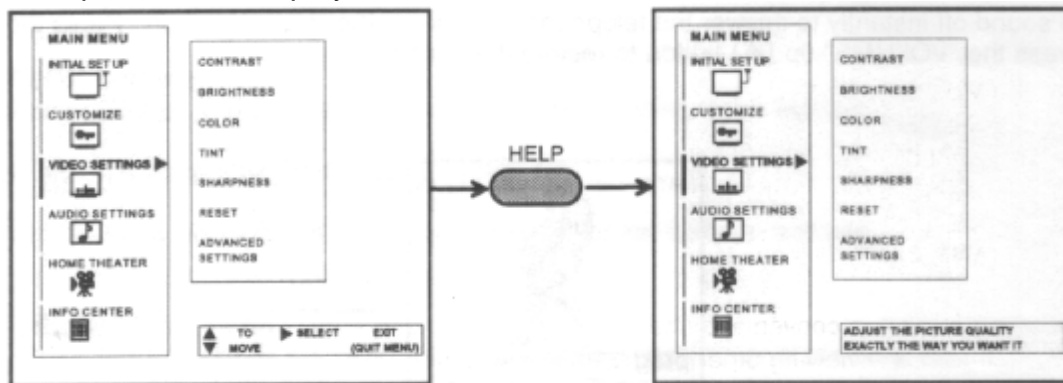 MAIN MENU
INITIAL SET UP
CUSTOMIZE
VIDEO SETTINGS
AUDIO SETTINGS
HOME THEATER
INFO CENTER
CONTRAST
BRIGHTNESS
COLOR
TINT
SHARPNESS
RESET
ADVANCED
SETTINGS
TO SELECT EXIT
MOVE (QUIT MENU)
HELP
MAIN MENU
INITIAL SET UP
CUSTOMIZE
VIDEO SETTINGS
AUDIO SETTINGS
HOME THEATER
INFO CENTER
CONTRAST
BRIGHTNESS
COLOR
TINT
SHARPNESS
RESET
ADVANCED
SETTINGS
ADJUST THE PICTURE QUALITY
EXACTLY THE WAY YOU WANT IT